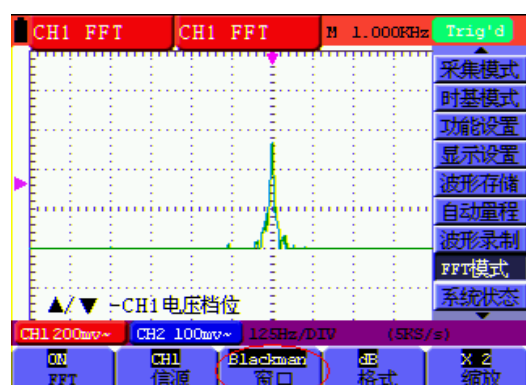 CH1 FFT CH1 FFT M 1.000KHz Trig'd
采集模式
时基模式
功能设置
显示设置
波形存储
自动量程
波形录制
FFT模式
系统状态
▲/▼ -CH1电压档位
CH1 200mv~ CH2 100mv~ 125Hz/DIV (5KS/s)
ON CH1 Blackman dB X 2
FFT 信源 窗口 格式 缩放